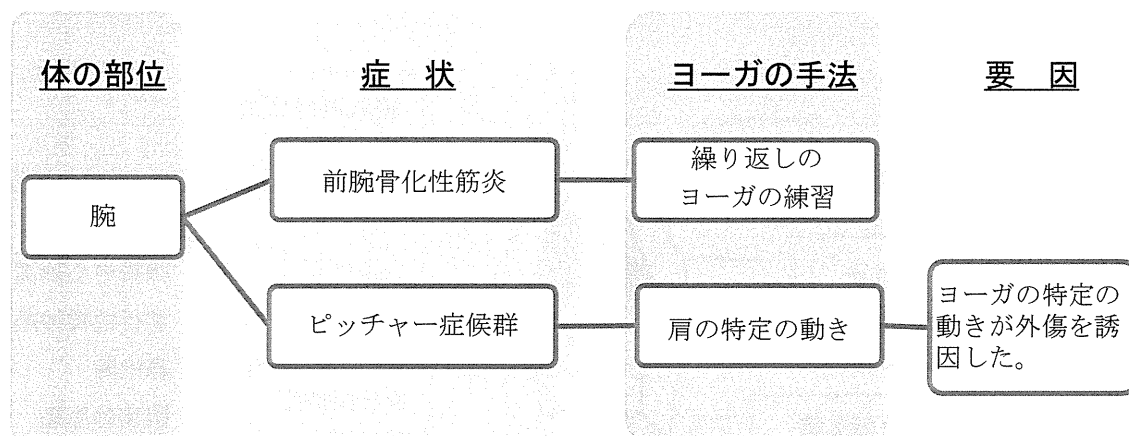 体の部位
症 状
ヨーガの手法
要 因
腕
前腕骨化性筋炎
繰り返しの
ヨーガの練習
ピッチャー症候群
肩の特定の動き
ヨーガの特定の
動きが外傷を誘
因した。